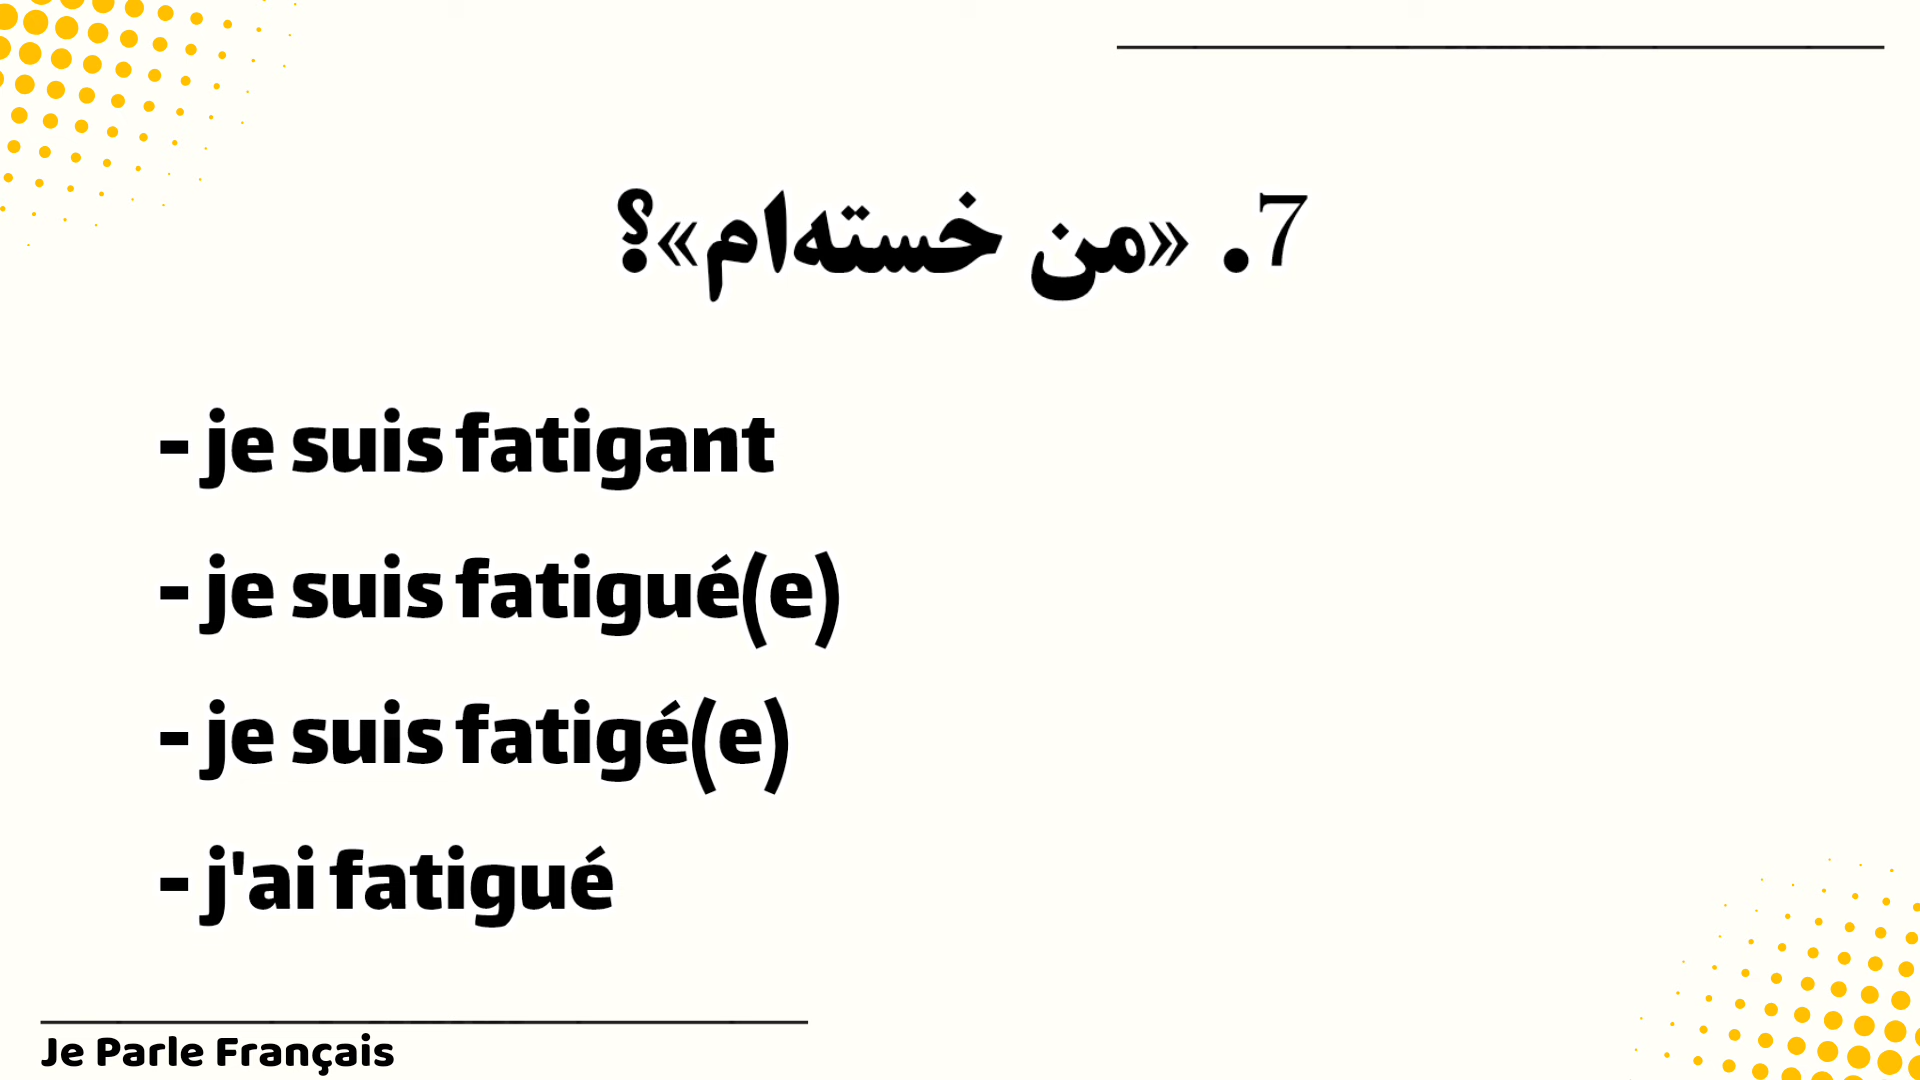 7. «من خسته‌ام»؟
- je suis fatigant
- je suis fatigué(e)
- je suis fatigé(e)
- j'ai fatigué
Je Parle Français